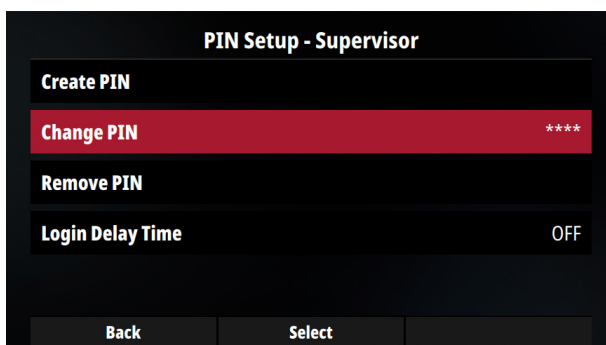 PIN Setup - Supervisor
Create PIN
Change PIN ****
Remove PIN
Login Delay Time OFF
Back Select